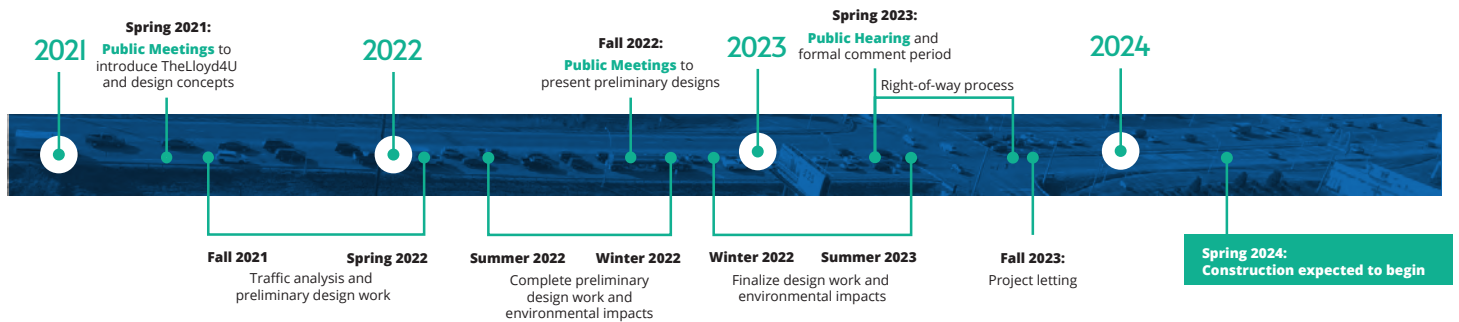 2021
Spring 2021:
Public Meetings to
introduce TheLloyd4U
and design concepts
2022
Fall 2022:
Public Meetings to
present preliminary designs
2023
Spring 2023:
Public Hearing and
formal comment period
Right-of-way process
2024
Fall 2021
Spring 2022
Traffic analysis and
preliminary design work
Summer 2022
Winter 2022
Complete preliminary
design work and
environmental impacts
Winter 2022
Summer 2023
Finalize design work and
environmental impacts
Fall 2023:
Project letting
Spring 2024:
Construction expected to begin